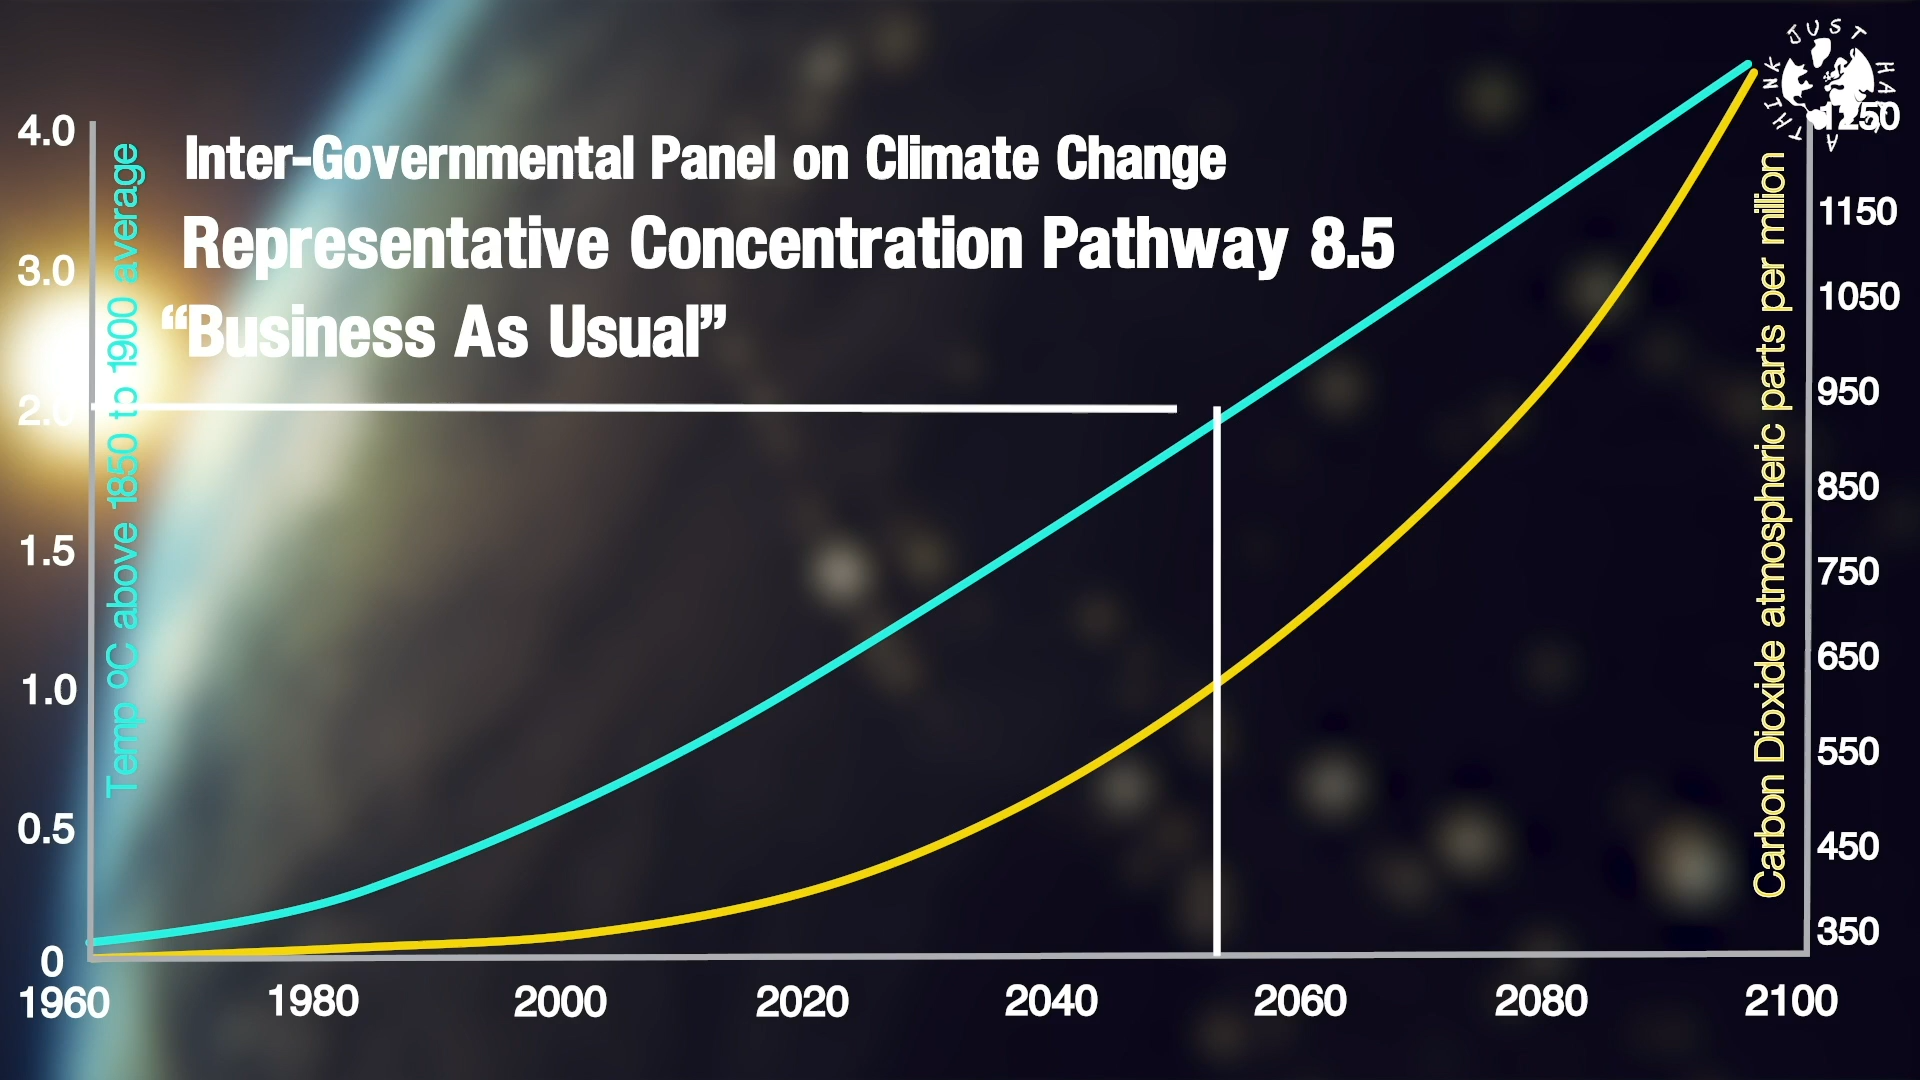 JUST HAVE A THINK
Inter-Governmental Panel on Climate Change
Representative Concentration Pathway 8.5
“Business As Usual”
Temp oC above 1850 to 1900 average
4.0
3.0
2.0
1.5
1.0
0.5
0
Carbon Dioxide atmospheric parts per million
1250
1150
1050
950
850
750
650
550
450
350
1960 1980 2000 2020 2040 2060 2080 2100